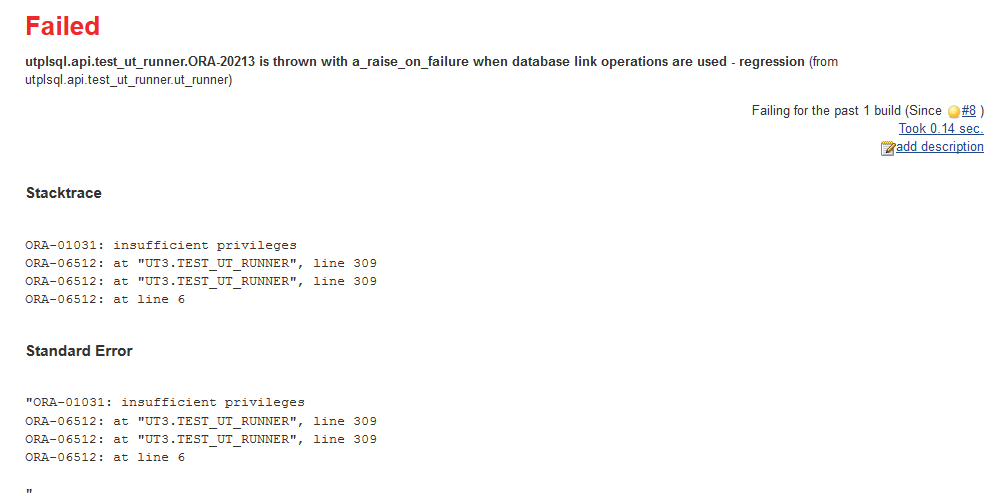 Failed
utplsql.api.test_ut_runner.ORA-20213 is thrown with a_raise_on_failure when database link operations are used - regression (from
utplsql.api.test_ut_runner.ut_runner)
Failing for the past 1 build (Since #8 )
Took 0.14 sec.
add description
Stacktrace
ORA-01031: insufficient privileges
ORA-06512: at "UT3.TEST_UT_RUNNER", line 309
ORA-06512: at "UT3.TEST_UT_RUNNER", line 309
ORA-06512: at line 6
Standard Error
"ORA-01031: insufficient privileges
ORA-06512: at "UT3.TEST_UT_RUNNER", line 309
ORA-06512: at "UT3.TEST_UT_RUNNER", line 309
ORA-06512: at line 6
"